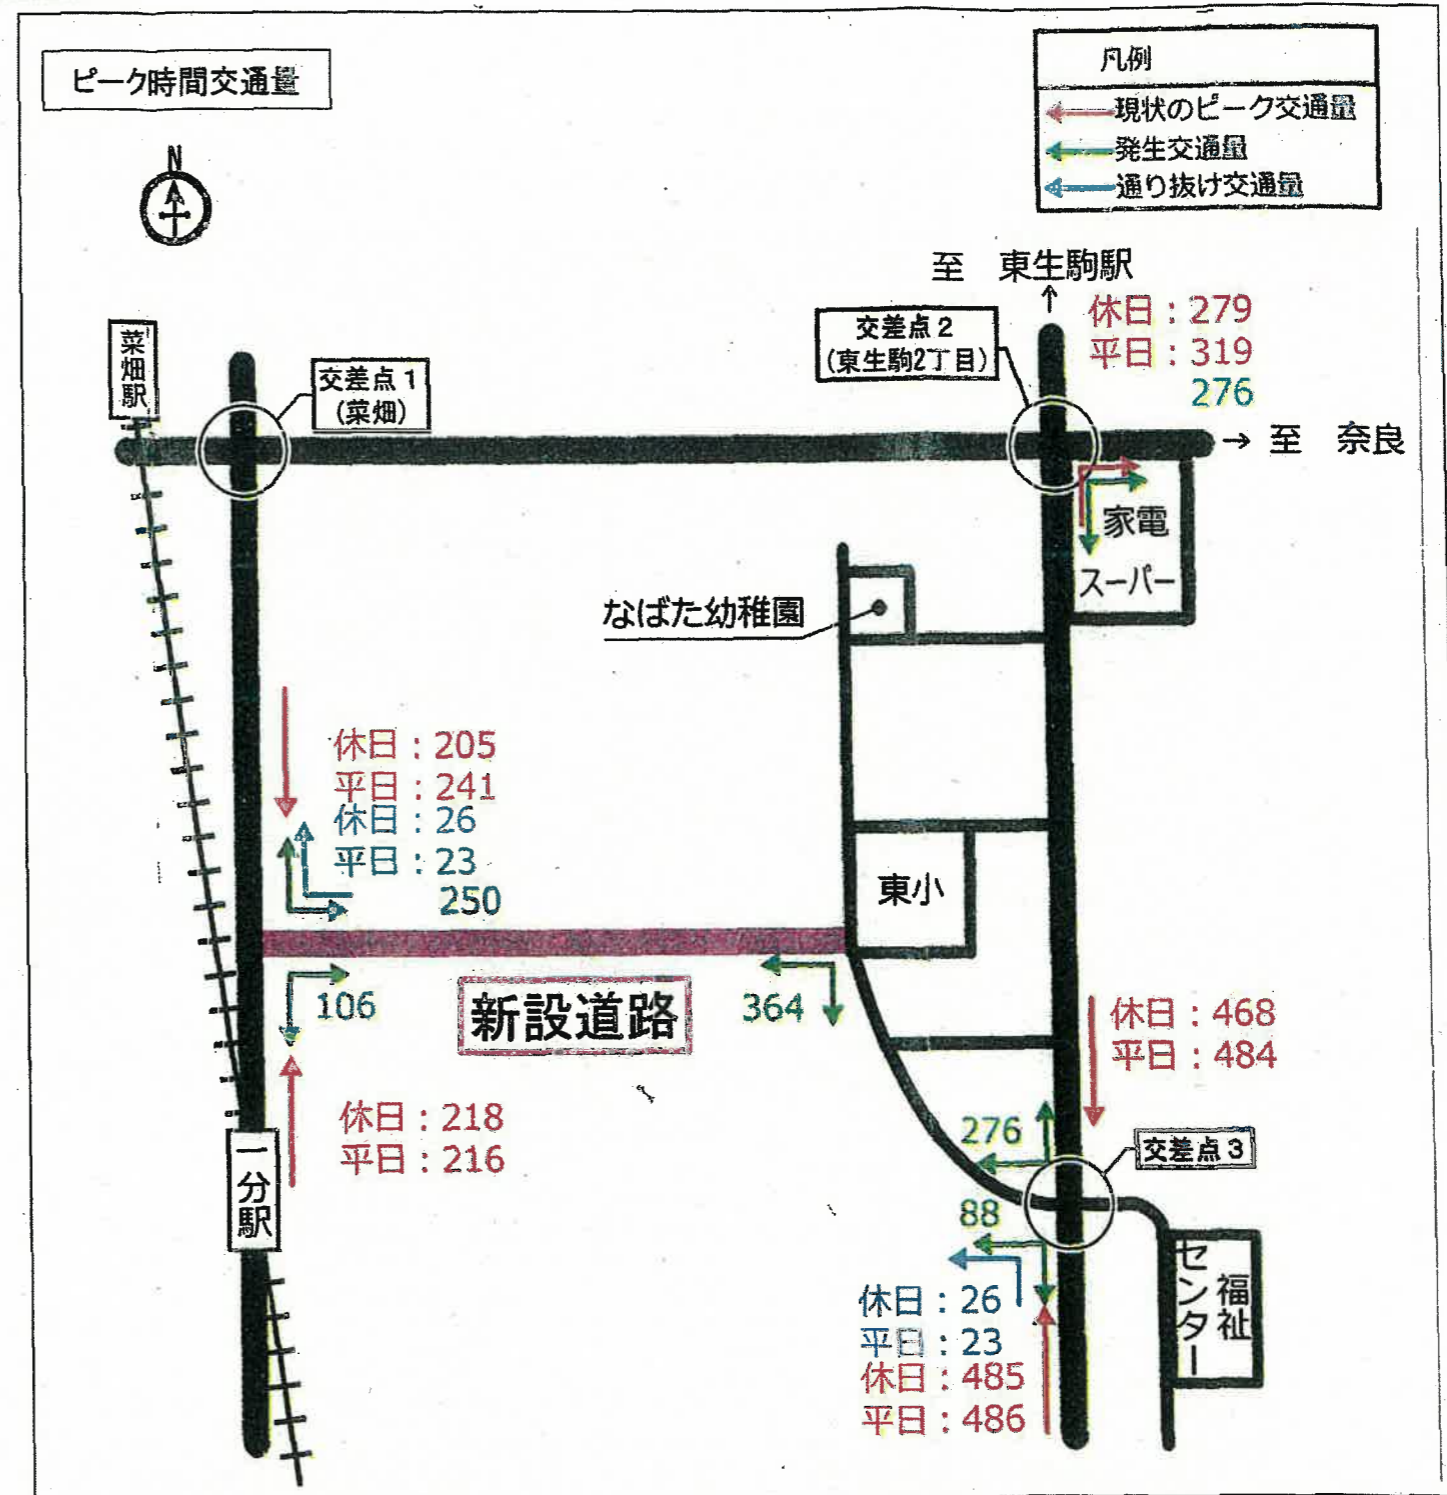 ピーク時間交通量
凡例
現状のピーク交通量
発生交通量
通り抜け交通量
N
至 東生駒駅
休日：279
平日：319
276
交差点２
(東生駒2丁目)
菜畑駅
交差点１
(菜畑)
至 奈良
家電
スーパー
なばた幼稚園
休日：205
平日：241
休日：26
平日：23
250
東小
106
新設道路
364
休日：468
平日：484
休日：218
平日：216
276
交差点３
一分駅
88
福祉
センター
休日：26
平日：23
休日：485
平日：486